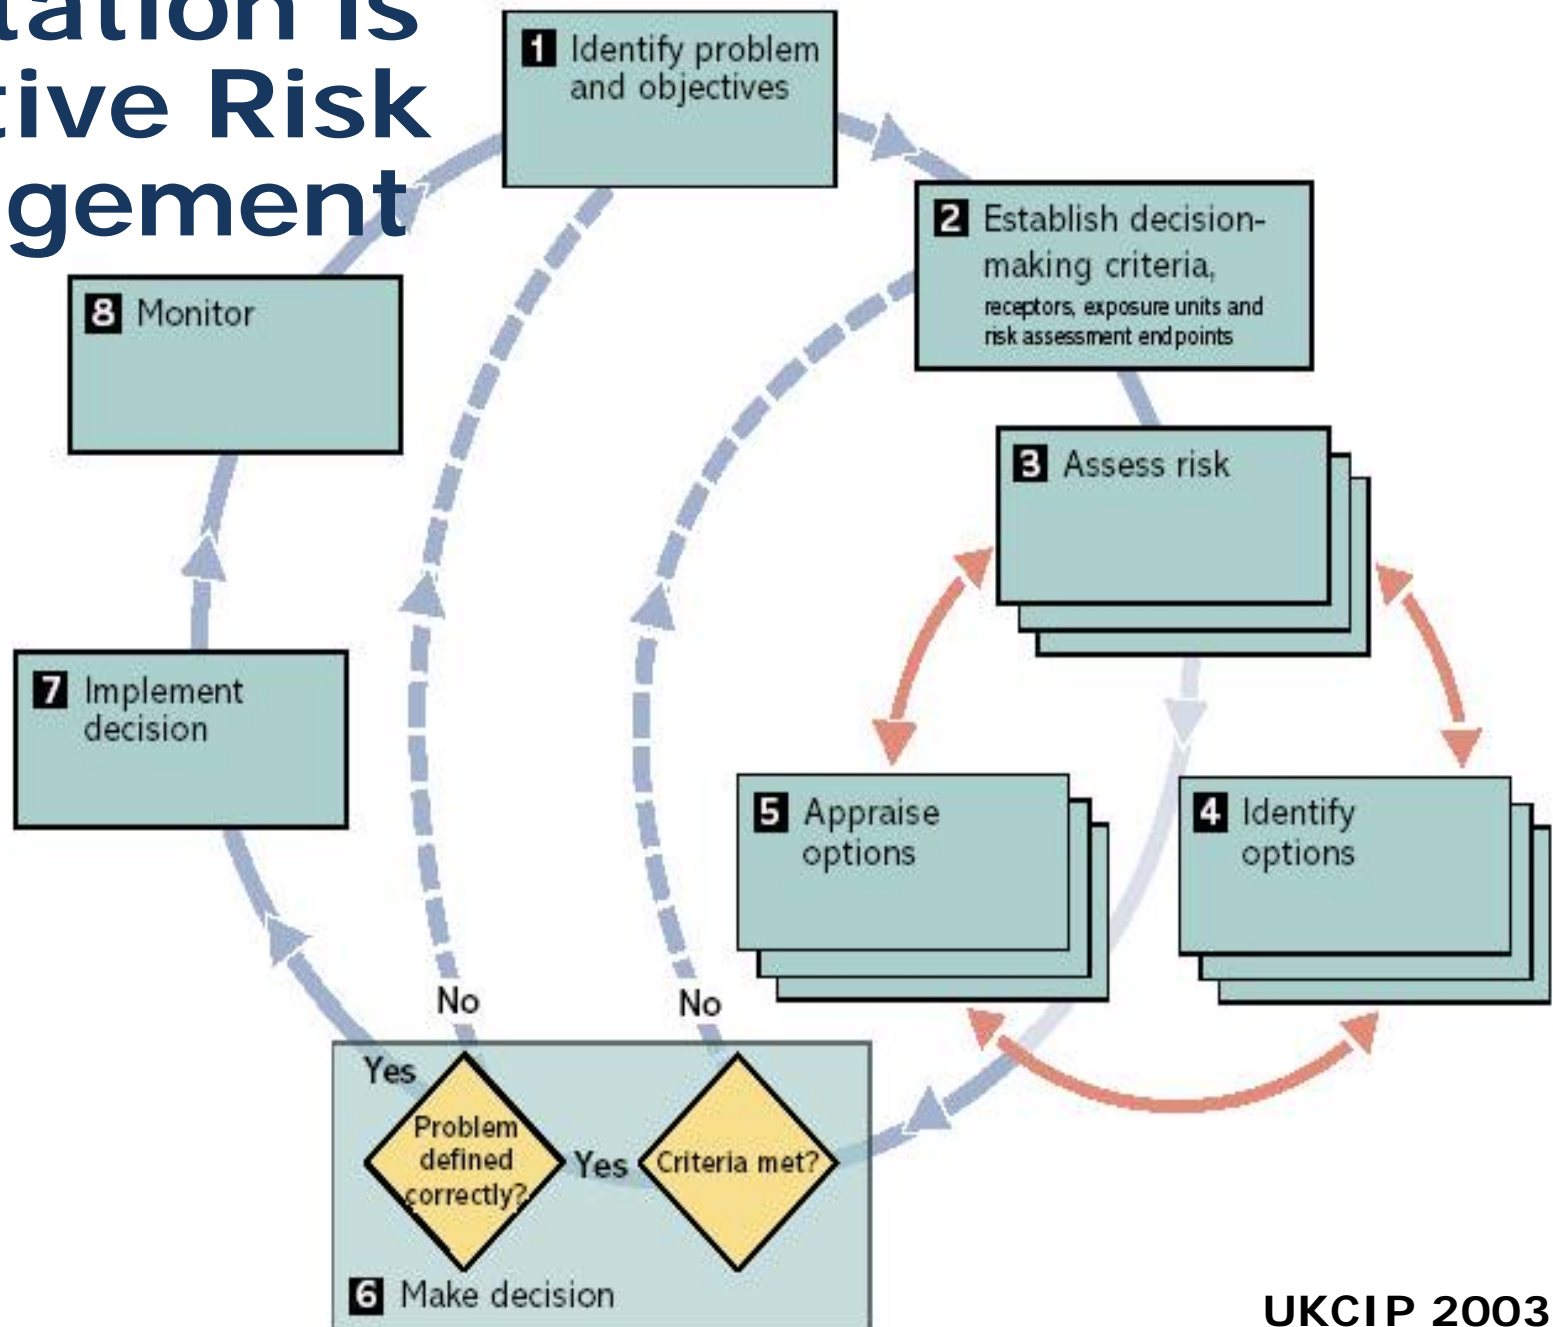 tation is
tive Risk
gement
1 Identify problem
and objectives
2 Establish decision-
making criteria,
receptors, exposure units and
risk assessment endpoints
3 Assess risk
4 Identify
options
5 Appraise
options
No
No
Yes
Problem
defined
correctly?
Yes
Criteria met?
6 Make decision
7 Implement
decision
8 Monitor
UKCIP 2003